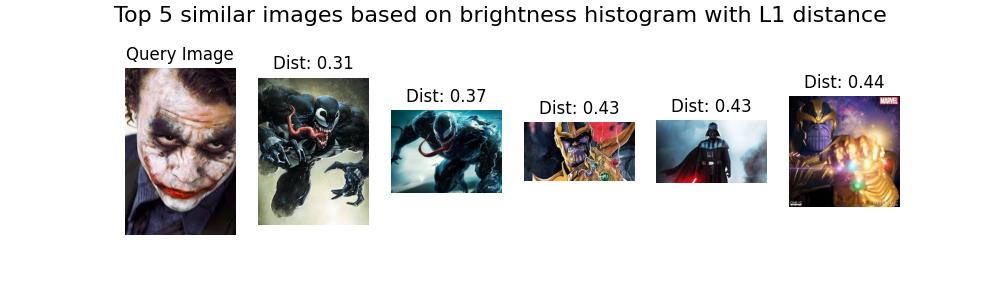 Top 5 similar images based on brightness histogram with L1 distance
Query Image
Dist: 0.31
Dist: 0.37
Dist: 0.43
Dist: 0.43
Dist: 0.44
MARVEL